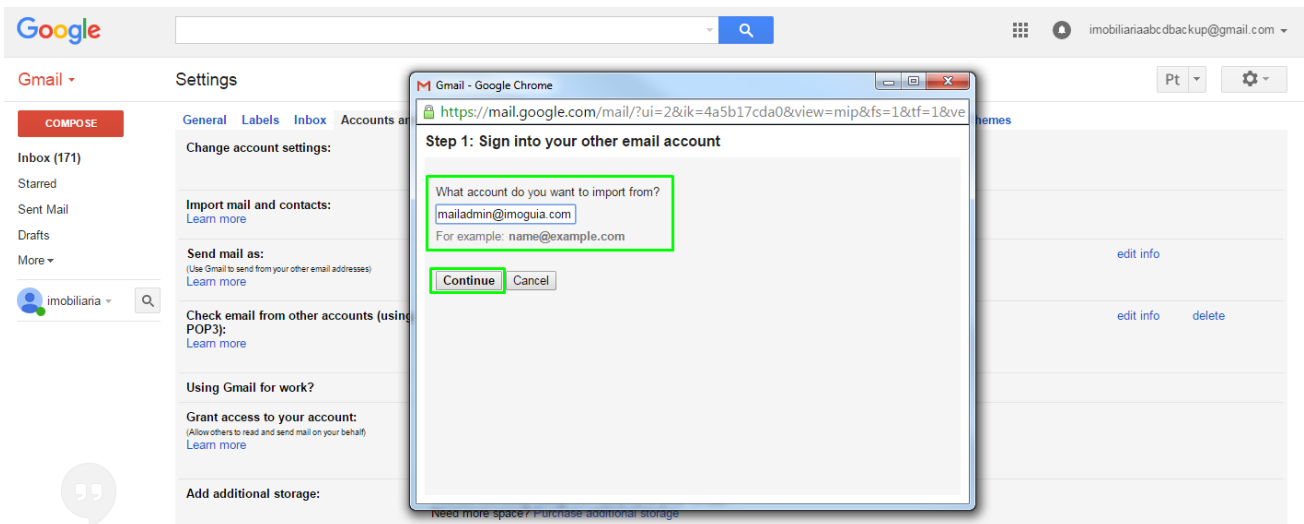 Google
imobiliariaabcdbackup@gmail.com
Gmail
Settings
Pt
COMPOSE
Inbox (171)
Starred
Sent Mail
Drafts
More
imobiliaria
General Labels Inbox Accounts an
hemes
Change account settings:
Import mail and contacts:
Learn more
Send mail as:
(Use Gmail to send from your other email addresses)
Learn more
edit info
Check email from other accounts (using
POP3):
Learn more
edit info delete
Using Gmail for work?
Grant access to your account:
(Allow others to read and send mail on your behalf)
Learn more
Add additional storage:
Need more space? Purchase additional storage
Gmail - Google Chrome
https://mail.google.com/mail/?ui=2&ik=4a5b17cda0&view=mip&fs=1&tf=1&ve
Step 1: Sign into your other email account
What account do you want to import from?
mailadmin@imoguia.com
For example: name@example.com
Continue Cancel